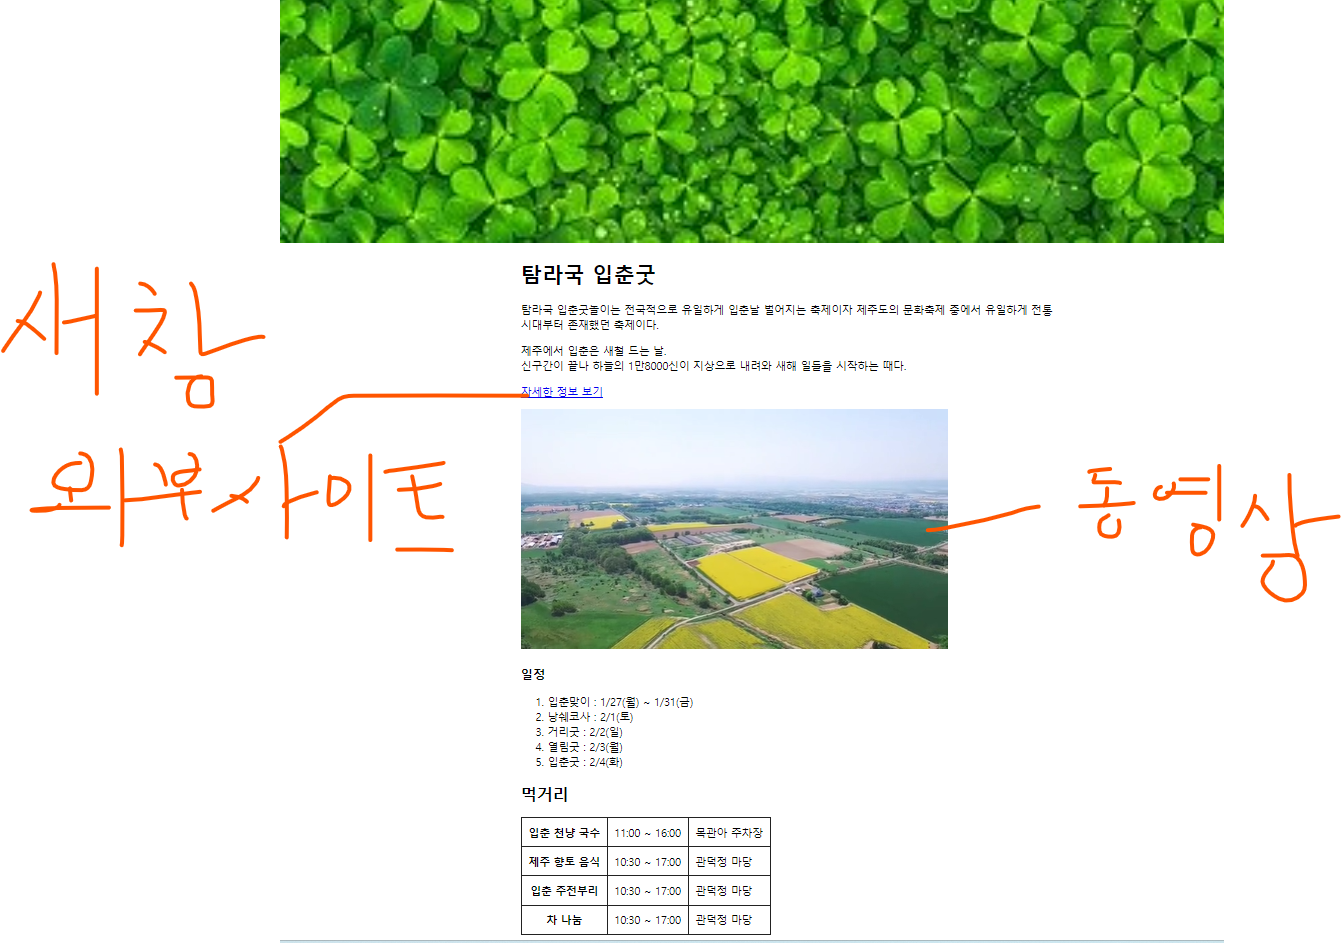 탐라국 입춘굿
탐라국 입춘굿놀이는 전국적으로 유일하게 입춘날 벌어지는 축제이자 제주도의 문화축제 중에서 유일하게 전통
시대부터 존재했던 축제이다.
제주에서 입춘은 새철 드는 날.
신구간이 끝나 하늘의 1만8000신이 지상으로 내려와 새해 일들을 시작하는 때다.
새창
자세한 정보 보기
외부사이트
동영상
일정
1. 입춘맞이 : 1/27(월) ~ 1/31(금)
2. 낭쉐코사 : 2/1(토)
3. 거리굿 : 2/2(일)
4. 열림굿 : 2/3(월)
5. 입춘굿 : 2/4(화)
먹거리
입춘 천냥 국수 11:00 ~ 16:00 목관아 주차장
제주 향토 음식 10:30 ~ 17:00 관덕정 마당
입춘 주전부리 10:30 ~ 17:00 관덕정 마당
차 나눔 10:30 ~ 17:00 관덕정 마당